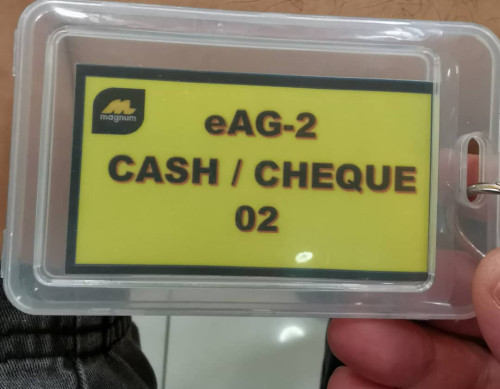 magnum
eAG-2
CASH / CHEQUE
02